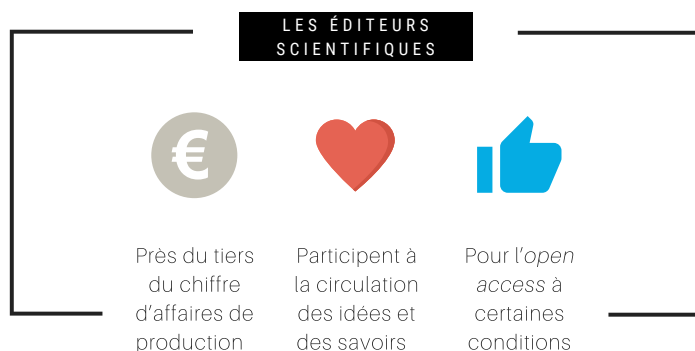 LES ÉDITEURS
SCIENTIFIQUES
€
Près du tiers
du chiffre
d'affaires de
production
Participent à
la circulation
des idées et
des savoirs
Pour l'open
access à
certaines
conditions